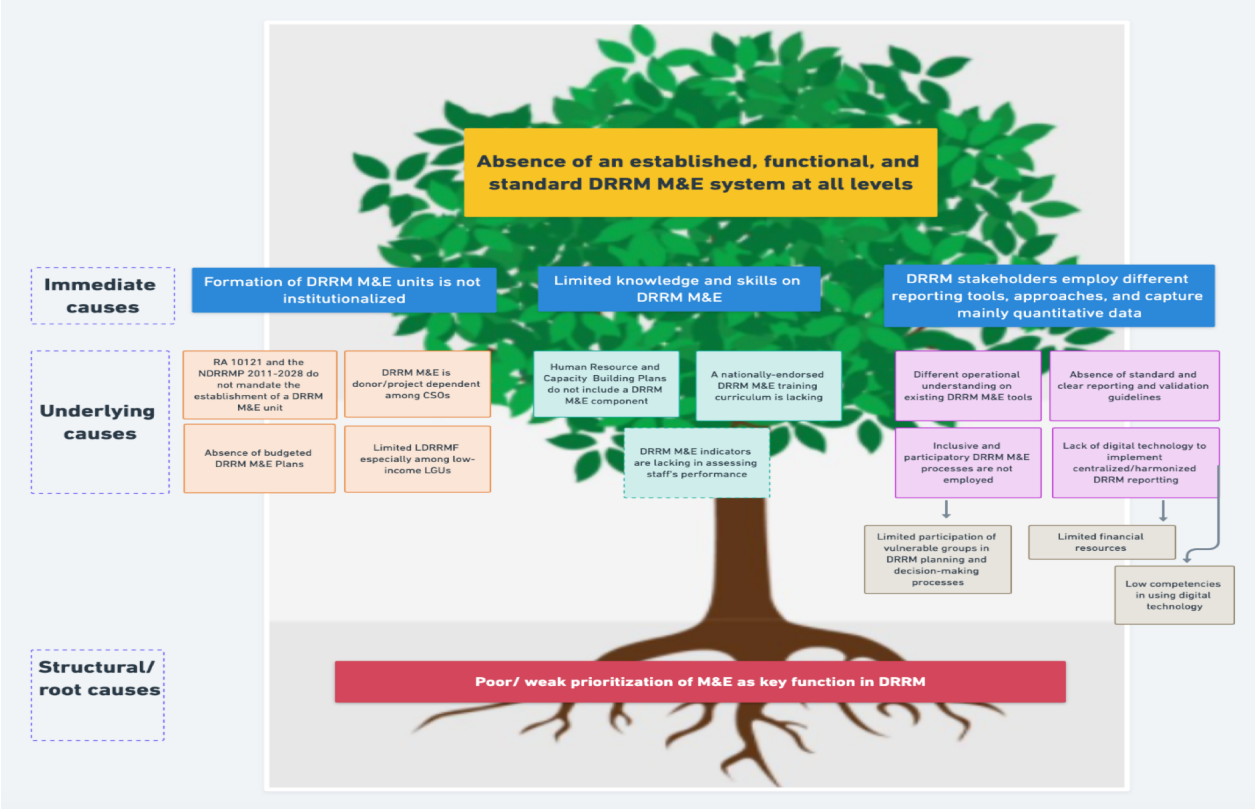 Absence of an established, functional, and
standard DRRM M&E system at all levels
Immediate
causes
Formation of DRRM M&E units is not
institutionalized
Limited knowledge and skills on
DRRM M&E
DRRM stakeholders employ different
reporting tools, approaches, and capture
mainly quantitative data
Underlying
causes
RA 10121 and the
NDRRMP 2011-2028 do
not mandate the
establishment of a DRRM
M&E unit
DRRM M&E is
donor/project dependent
among CSOs
Absence of budgeted
DRRM M&E Plans
Limited LDRRMF
especially among low-
income LGUs
Human Resource and
Capacity Building Plans
do not include a DRRM
M&E component
A nationally-endorsed
DRRM M&E training
curriculum is lacking
DRRM M&E indicators
are lacking in assessing
staff's performance
Different operational
understanding on
existing DRRM M&E tools
Absence of standard and
clear reporting and validation
guidelines
Inclusive and
participatory DRRM M&E
processes are not
employed
Lack of digital technology to
implement
centralized/harmonized
DRRM reportting
Limited participation of
vulnerable groups in
DRRM planning and
decision-making
processes
Limited financial
resources
Low competencies
in using digital
technology
Structural/
root causes
Poor/ weak prioritization of M&E as key function in DRRM